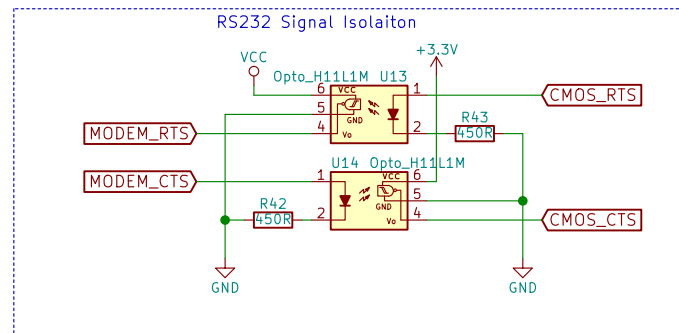 RS232 Signal Isolaiton
VCC
+3.3V
Opto_H11L1M U13
6 VCC 1
CMOS_RTS
5 GND
R43
MODEM_RTS
4 Vo 2
450R
U14 Opto_H11L1M
MODEM_CTS
1 VCC 6
R42
GND 5
450R
2 Vo 4
CMOS_CTS
GND
GND